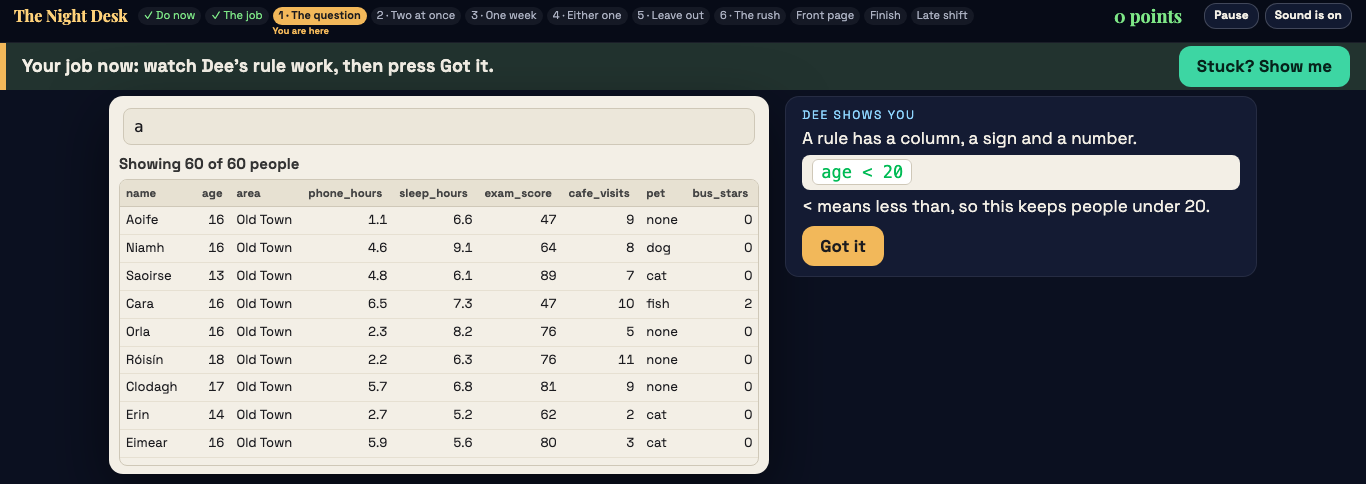 The Night Desk ✓ Do now ✓ The job 1 · The question 2 · Two at once 3 · One week 4 · Either one 5 · Leave out 6 · The rush Front page Finish Late shift 0 points Pause Sound is on
You are here
Your job now: watch Dee's rule work, then press Got it. Stuck? Show me
a
Showing 60 of 60 people
name age area phone_hours sleep_hours exam_score cafe_visits pet bus_stars
Aoife 16 Old Town 1.1 6.6 47 9 none 0
Niamh 16 Old Town 4.6 9.1 64 8 dog 0
Saoirse 13 Old Town 4.8 6.1 89 7 cat 0
Cara 16 Old Town 6.5 7.3 47 10 fish 2
Orla 16 Old Town 2.3 8.2 76 5 none 0
Róisín 18 Old Town 2.2 6.3 76 11 none 0
Clodagh 17 Old Town 5.7 6.8 81 9 none 0
Erin 14 Old Town 2.7 5.2 62 2 cat 0
Eimear 16 Old Town 5.9 5.6 80 3 cat 0
DEE SHOWS YOU
A rule has a column, a sign and a number.
age < 20
< means less than, so this keeps people under 20.
Got it